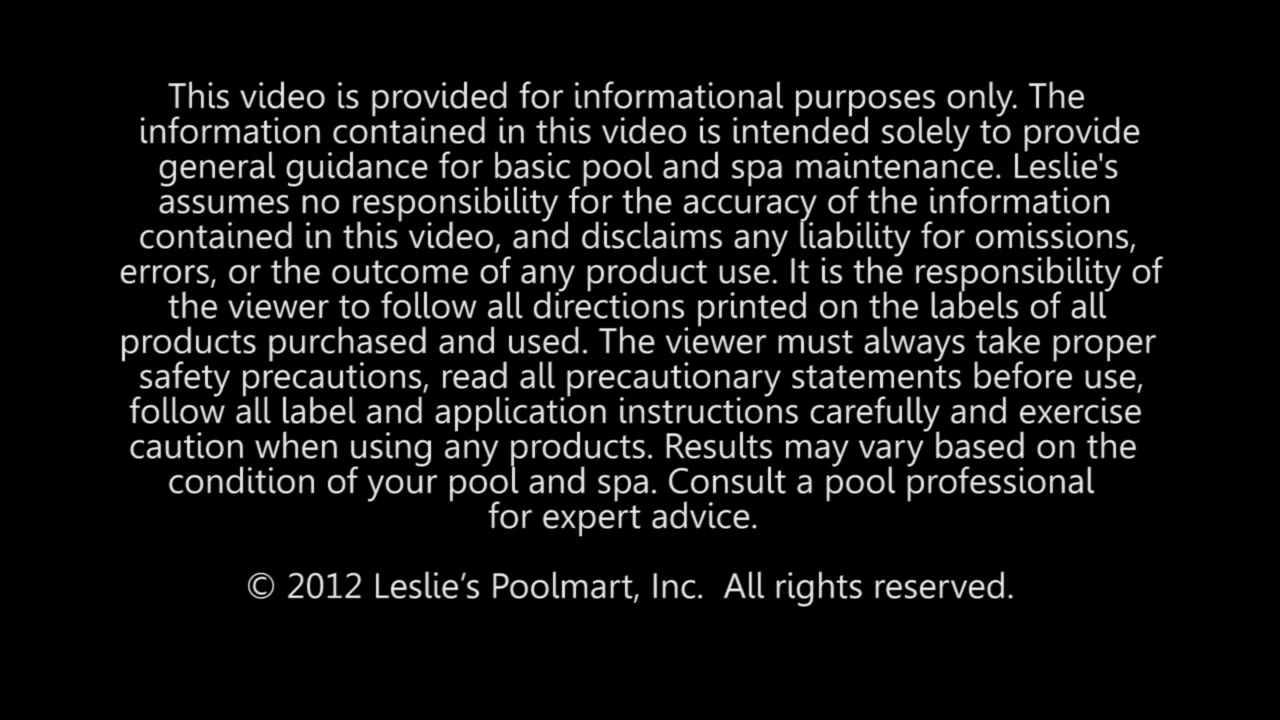 This video is provided for informational purposes only. The
information contained in this video is intended solely to provide
general guidance for basic pool and spa maintenance. Leslie's
assumes no responsibility for the accuracy of the information
contained in this video, and disclaims any liability for omissions,
errors, or the outcome of any product use. It is the responsibility of
the viewer to follow all directions printed on the labels of all
products purchased and used. The viewer must always take proper
safety precautions, read all precautionary statements before use,
follow all label and application instructions carefully and exercise
caution when using any products. Results may vary based on the
condition of your pool and spa. Consult a pool professional
for expert advice.
© 2012 Leslie’s Poolmart, Inc.  All rights reserved.